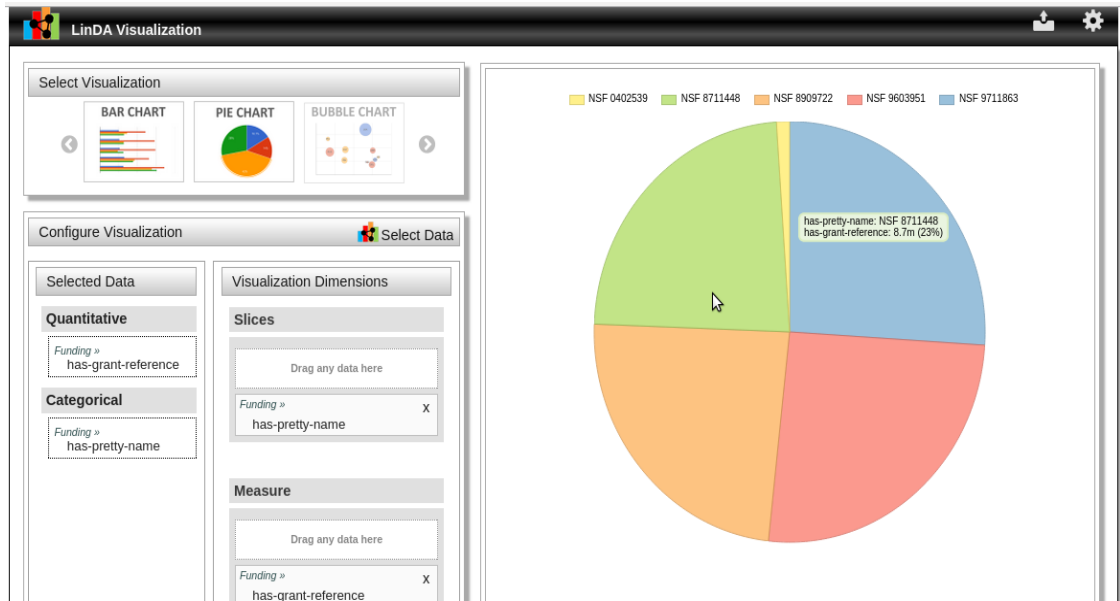 LinDA Visualization
Select Visualization
BAR CHART
PIE CHART
BUBBLE CHART
Configure Visualization
Select Data
Selected Data
Quantitative
Funding »
has-grant-reference
Categorical
Funding »
has-pretty-name
Visualization Dimensions
Slices
Drag any data here
Funding »
X
has-pretty-name
Measure
Drag any data here
Funding »
X
has-grant-reference
NSF 0402539 NSF 8711448 NSF 8909722 NSF 9603951 NSF 9711863
has-pretty-name: NSF 8711448
has-grant-reference: 8.7m (23%)